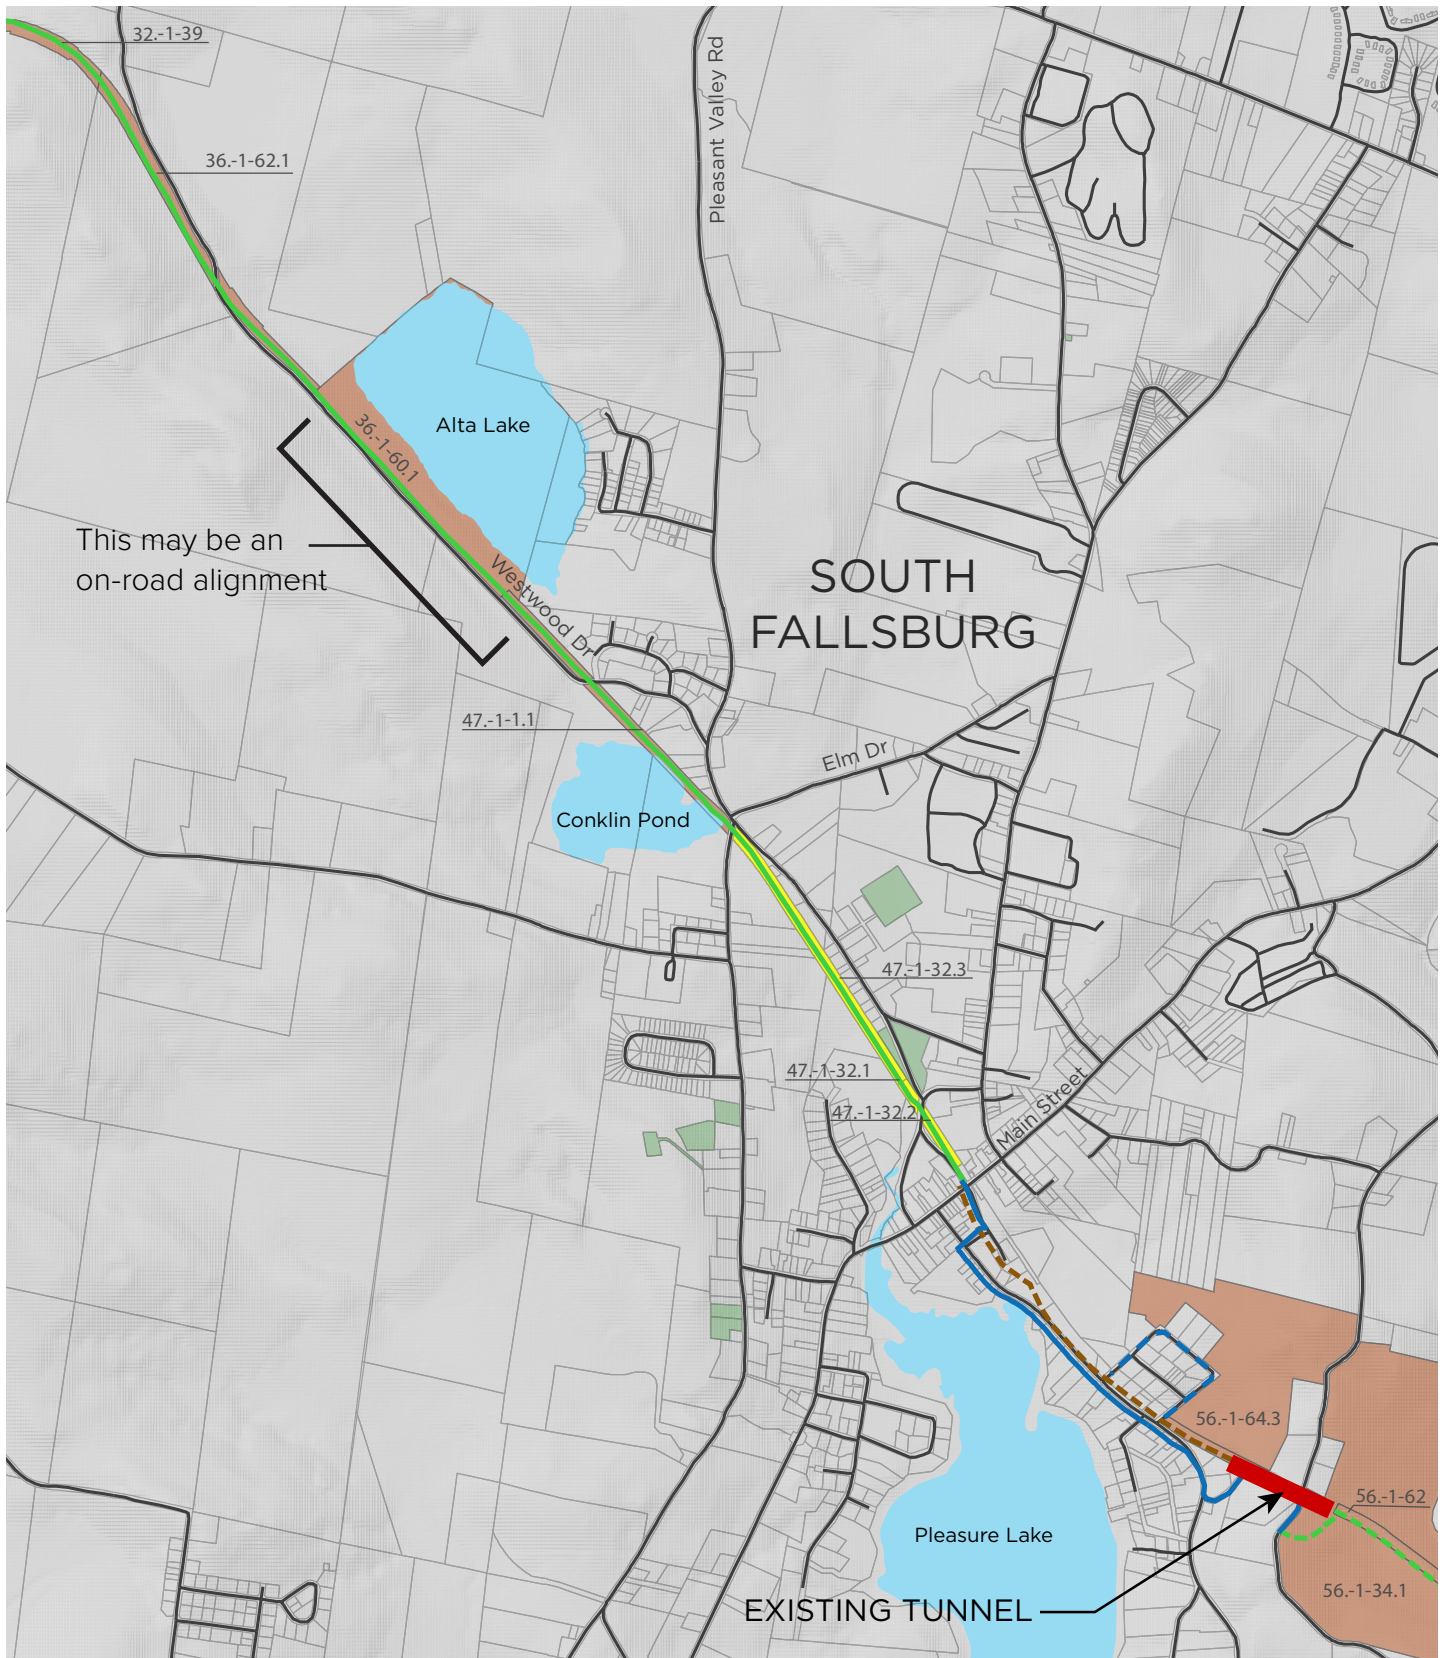 32.-1-39
Pleasant Valley Rd
36.-1-62.1
Alta Lake
36.-1-60.1
This may be an
on-road alignment
Westwood Dr
SOUTH
FALLSBURG
47.-1-1.1
Elm Dr
Conklin Pond
47.-1-32.3
47.-1-32.1
47.-1-32.2
Main Street
56.-1-64.3
56.-1-62
Pleasure Lake
56.-1-34.1
EXISTING TUNNEL